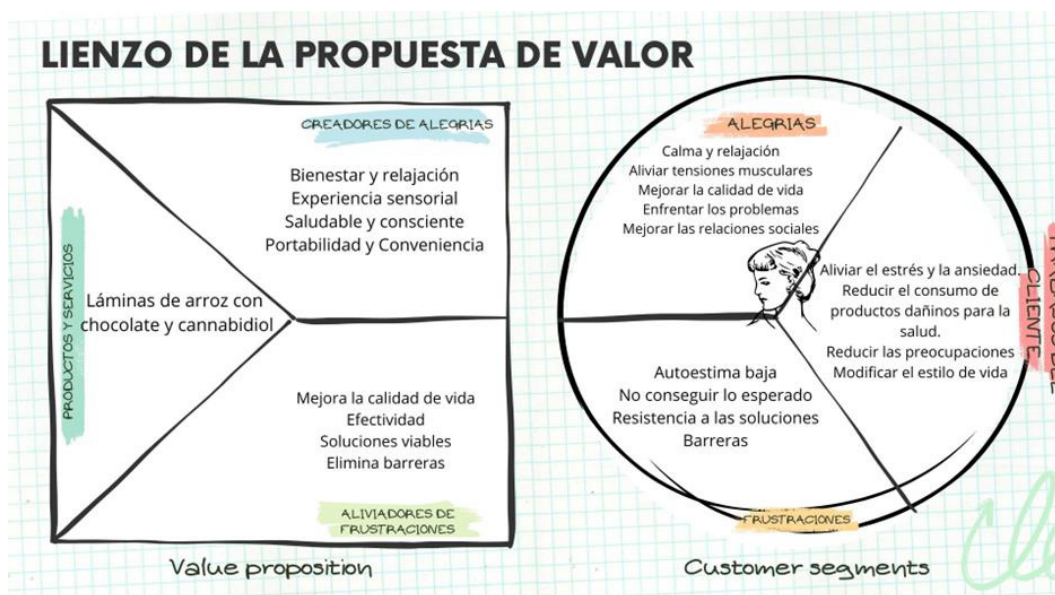 LIENZO DE LA PROPUESTA DE VALOR
CREADORES DE ALEGRIAS
Bienestar y relajación
Experiencia sensorial
Saludable y consciente
Portabilidad y Conveniencia
PRODUCTOS Y SERVICIOS
Láminas de arroz con
chocolate y cannabidiol
Mejora la calidad de vida
Efectividad
Soluciones viables
Elimina barreras
ALIVIADORES DE
FRUSTRACIONES
Value proposition
ALEGRIAS
Calma y relajación
Aliviar tensiones musculares
Mejorar la calidad de vida
Enfrentar los problemas
Mejorar las relaciones sociales
Aliviar el estrés y la ansiedad.
Reducir el consumo de
productos dañinos para la
salud.
Reducir las preocupaciones
Modificar el estilo de vida
CLIENTE
Autoestima baja
No conseguir lo esperado
Resistencia a las soluciones
Barreras
FRUSTRACIONES
Customer segments